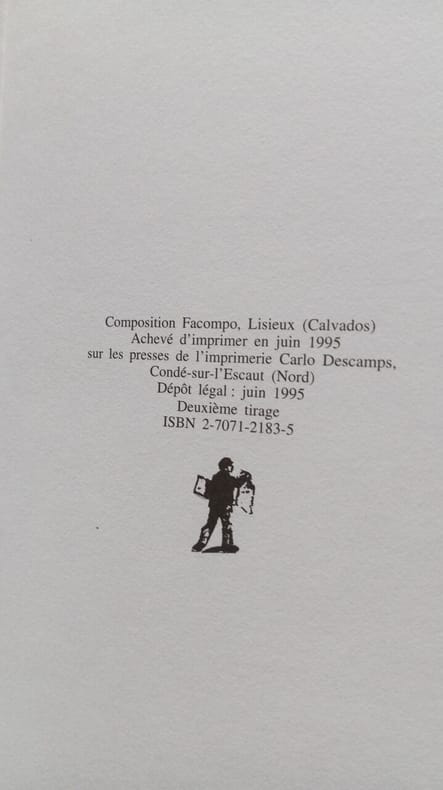 Composition Facompo, Lisieux (Calvados)
Achevé d'imprimer en juin 1995
sur les presses de l'imprimerie Carlo Descamps,
Condé-sur-l'Escaut (Nord)
Dépôt légal : juin 1995
Deuxième tirage
ISBN 2-7071-2183-5